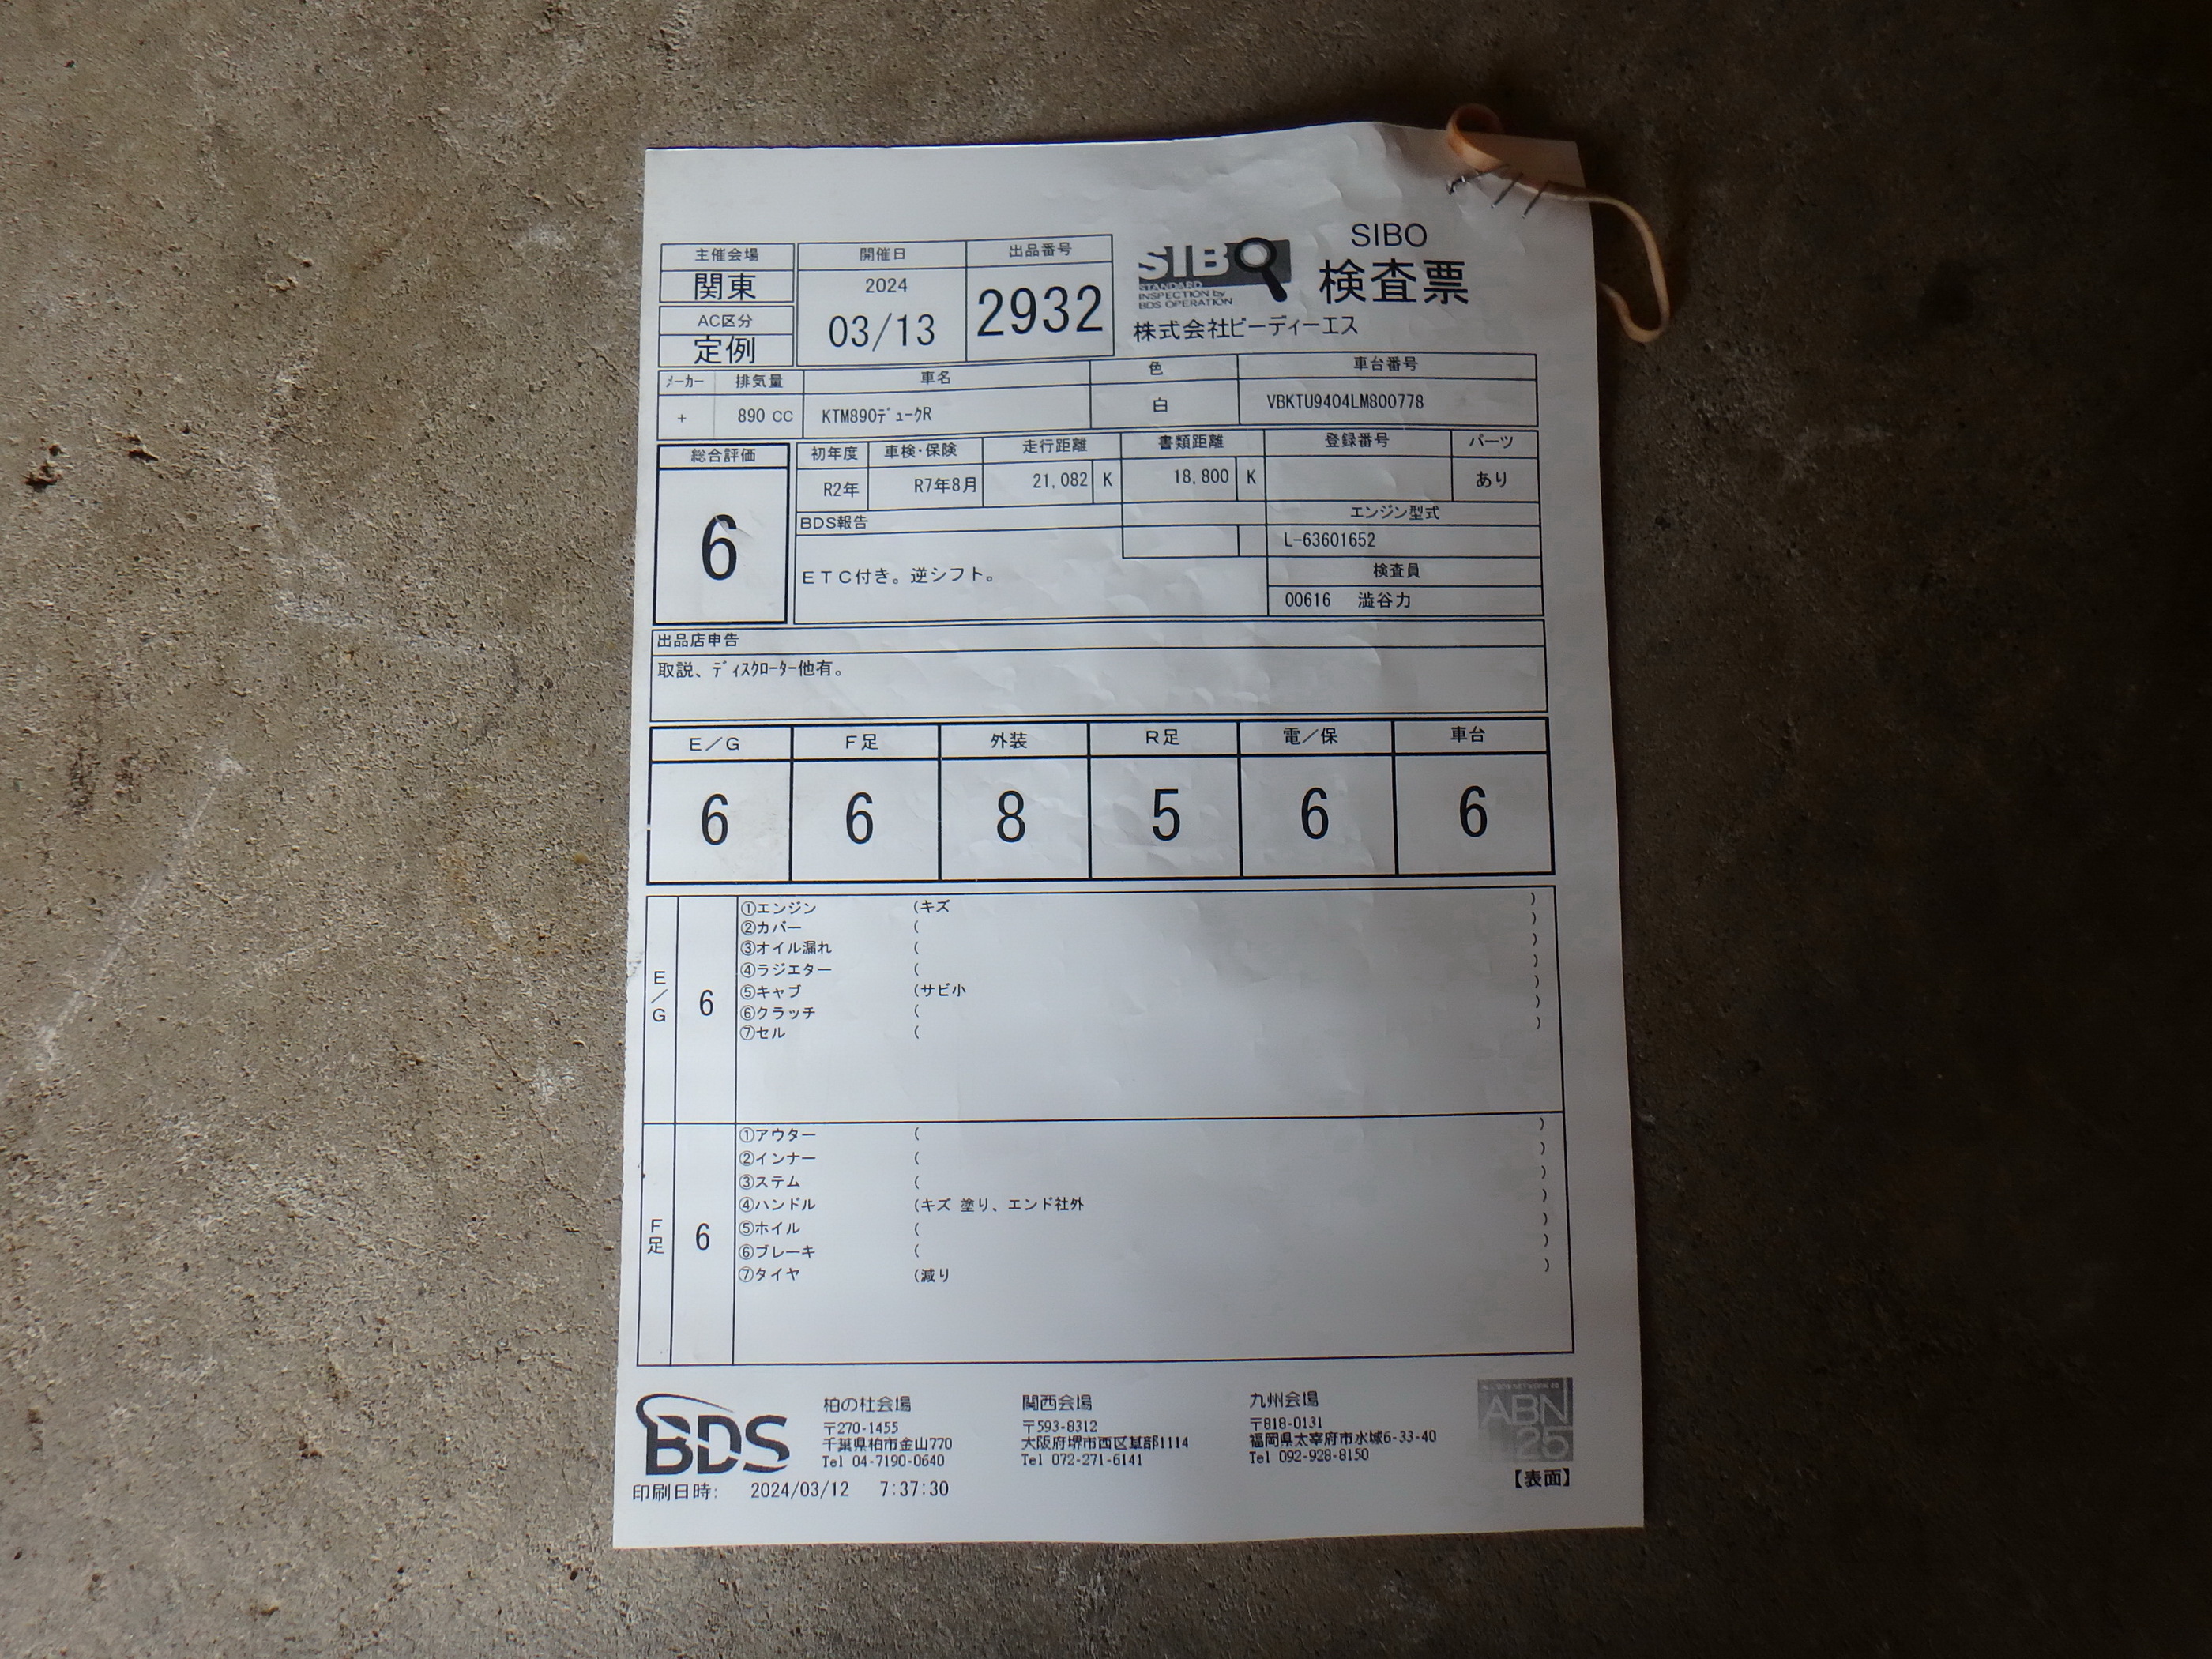 主催会場
関東
AC区分
定例
開催日
2024
03/13
出品番号
2932
SIBO
STANDARD
INSPECTION by
BDS OPERATION
SIBO
検査票
株式会社ビーディーエス
メーカー 排気量 車名 色 車台番号
+ 890 CC KTM890デュークR 白 VBKTU9404LM800778
総合評価
6
初年度 車検・保険 走行距離 書類距離 登録番号 パーツ
R2年 R7年8月 21,082 K 18,800 K あり
BDS報告
ETC付き。逆シフト。
エンジン型式
L-63601652
検査員
00616 澁谷力
出品店申告
取説、ディスクローター他有。
E/G F足 外装 R足 電/保 車台
6 6 8 5 6 6
E/G
6
①エンジン (キズ )
②カバー ( )
③オイル漏れ ( )
④ラジエター ( )
⑤キャブ (サビ小 )
⑥クラッチ ( )
⑦セル ( )
F足
6
①アウター ( )
②インナー ( )
③ステム ( )
④ハンドル (キズ 塗り、エンド社外 )
⑤ホイル ( )
⑥ブレーキ ( )
⑦タイヤ (減り )
BDS
柏の杜会場
〒270-1455
千葉県柏市金山770
Tel 04-7190-0640
関西会場
〒593-8312
大阪府堺市西区草部1114
Tel 072-271-6141
九州会場
〒818-0131
福岡県太宰府市水城6-33-40
Tel 092-928-8150
ABN
25
【表面】
印刷日時: 2024/03/12 7:37:30